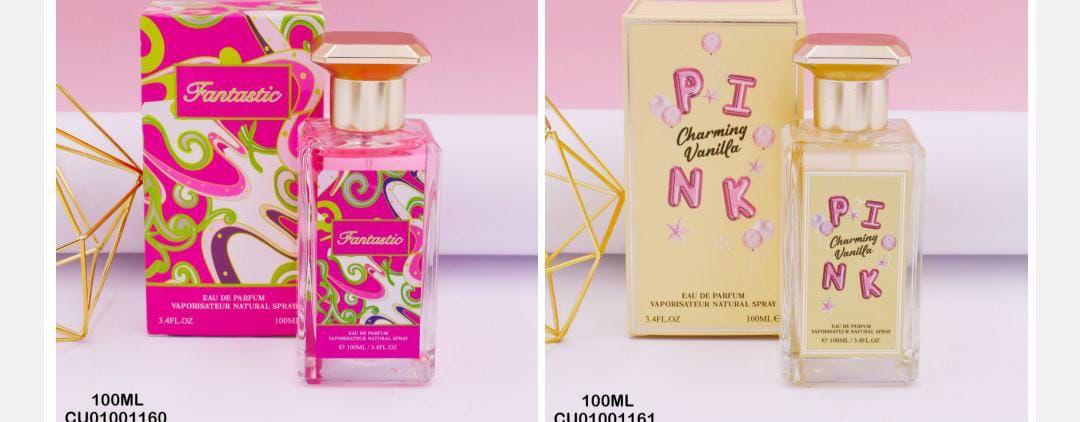 Fantastic
EAU DE PARFUM
VAPORISATEUR NATURAL SPRAY
3.4FL.OZ 100ML
Fantastic
EAU DE PARFUM
VAPORISATEUR NATURAL SPRAY
℮ 100ML / 3.4FL.OZ
100ML
CU01001160
PI
Charming
Vanilla
NK
EAU DE PARFUM
VAPORISATEUR NATURAL SPRAY
3.4FL.OZ 100ML ℮
PI
Charming
Vanilla
NK
EAU DE PARFUM
VAPORISATEUR NATURAL SPRAY
℮ 100ML / 3.4FL.OZ
100ML
CU01001161